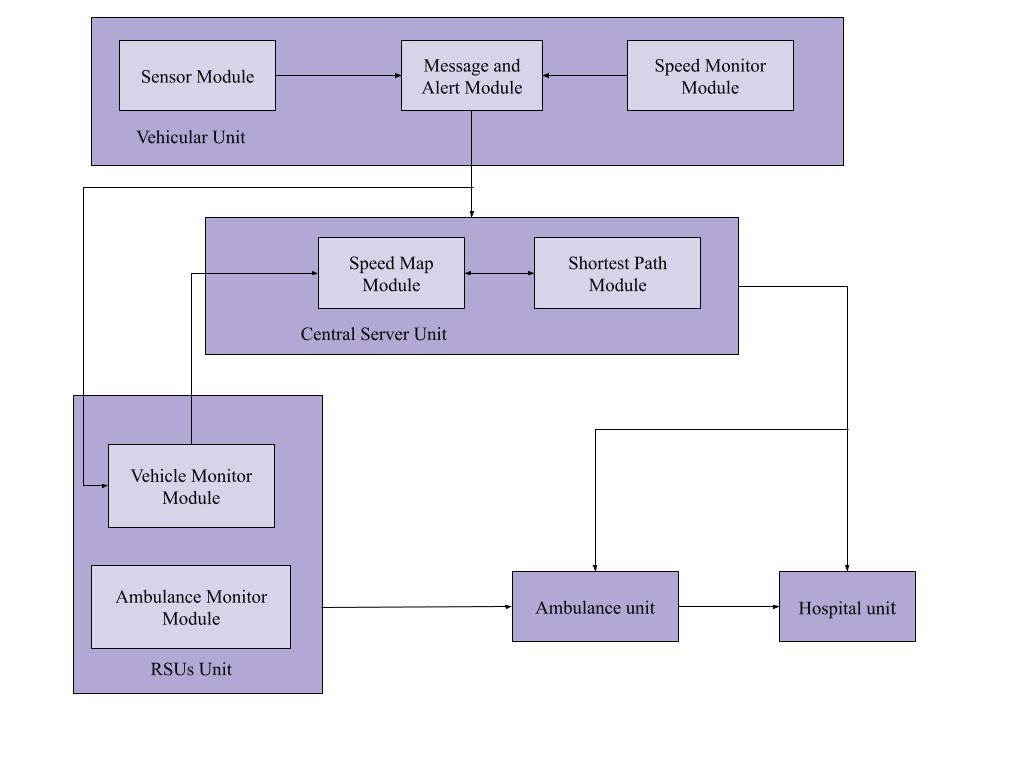 Sensor Module
Message and
Alert Module
Speed Monitor
Module
Vehicular Unit
Speed Map
Module
Shortest Path
Module
Central Server Unit
Vehicle Monitor
Module
Ambulance Monitor
Module
RSUs Unit
Ambulance unit
Hospital unit